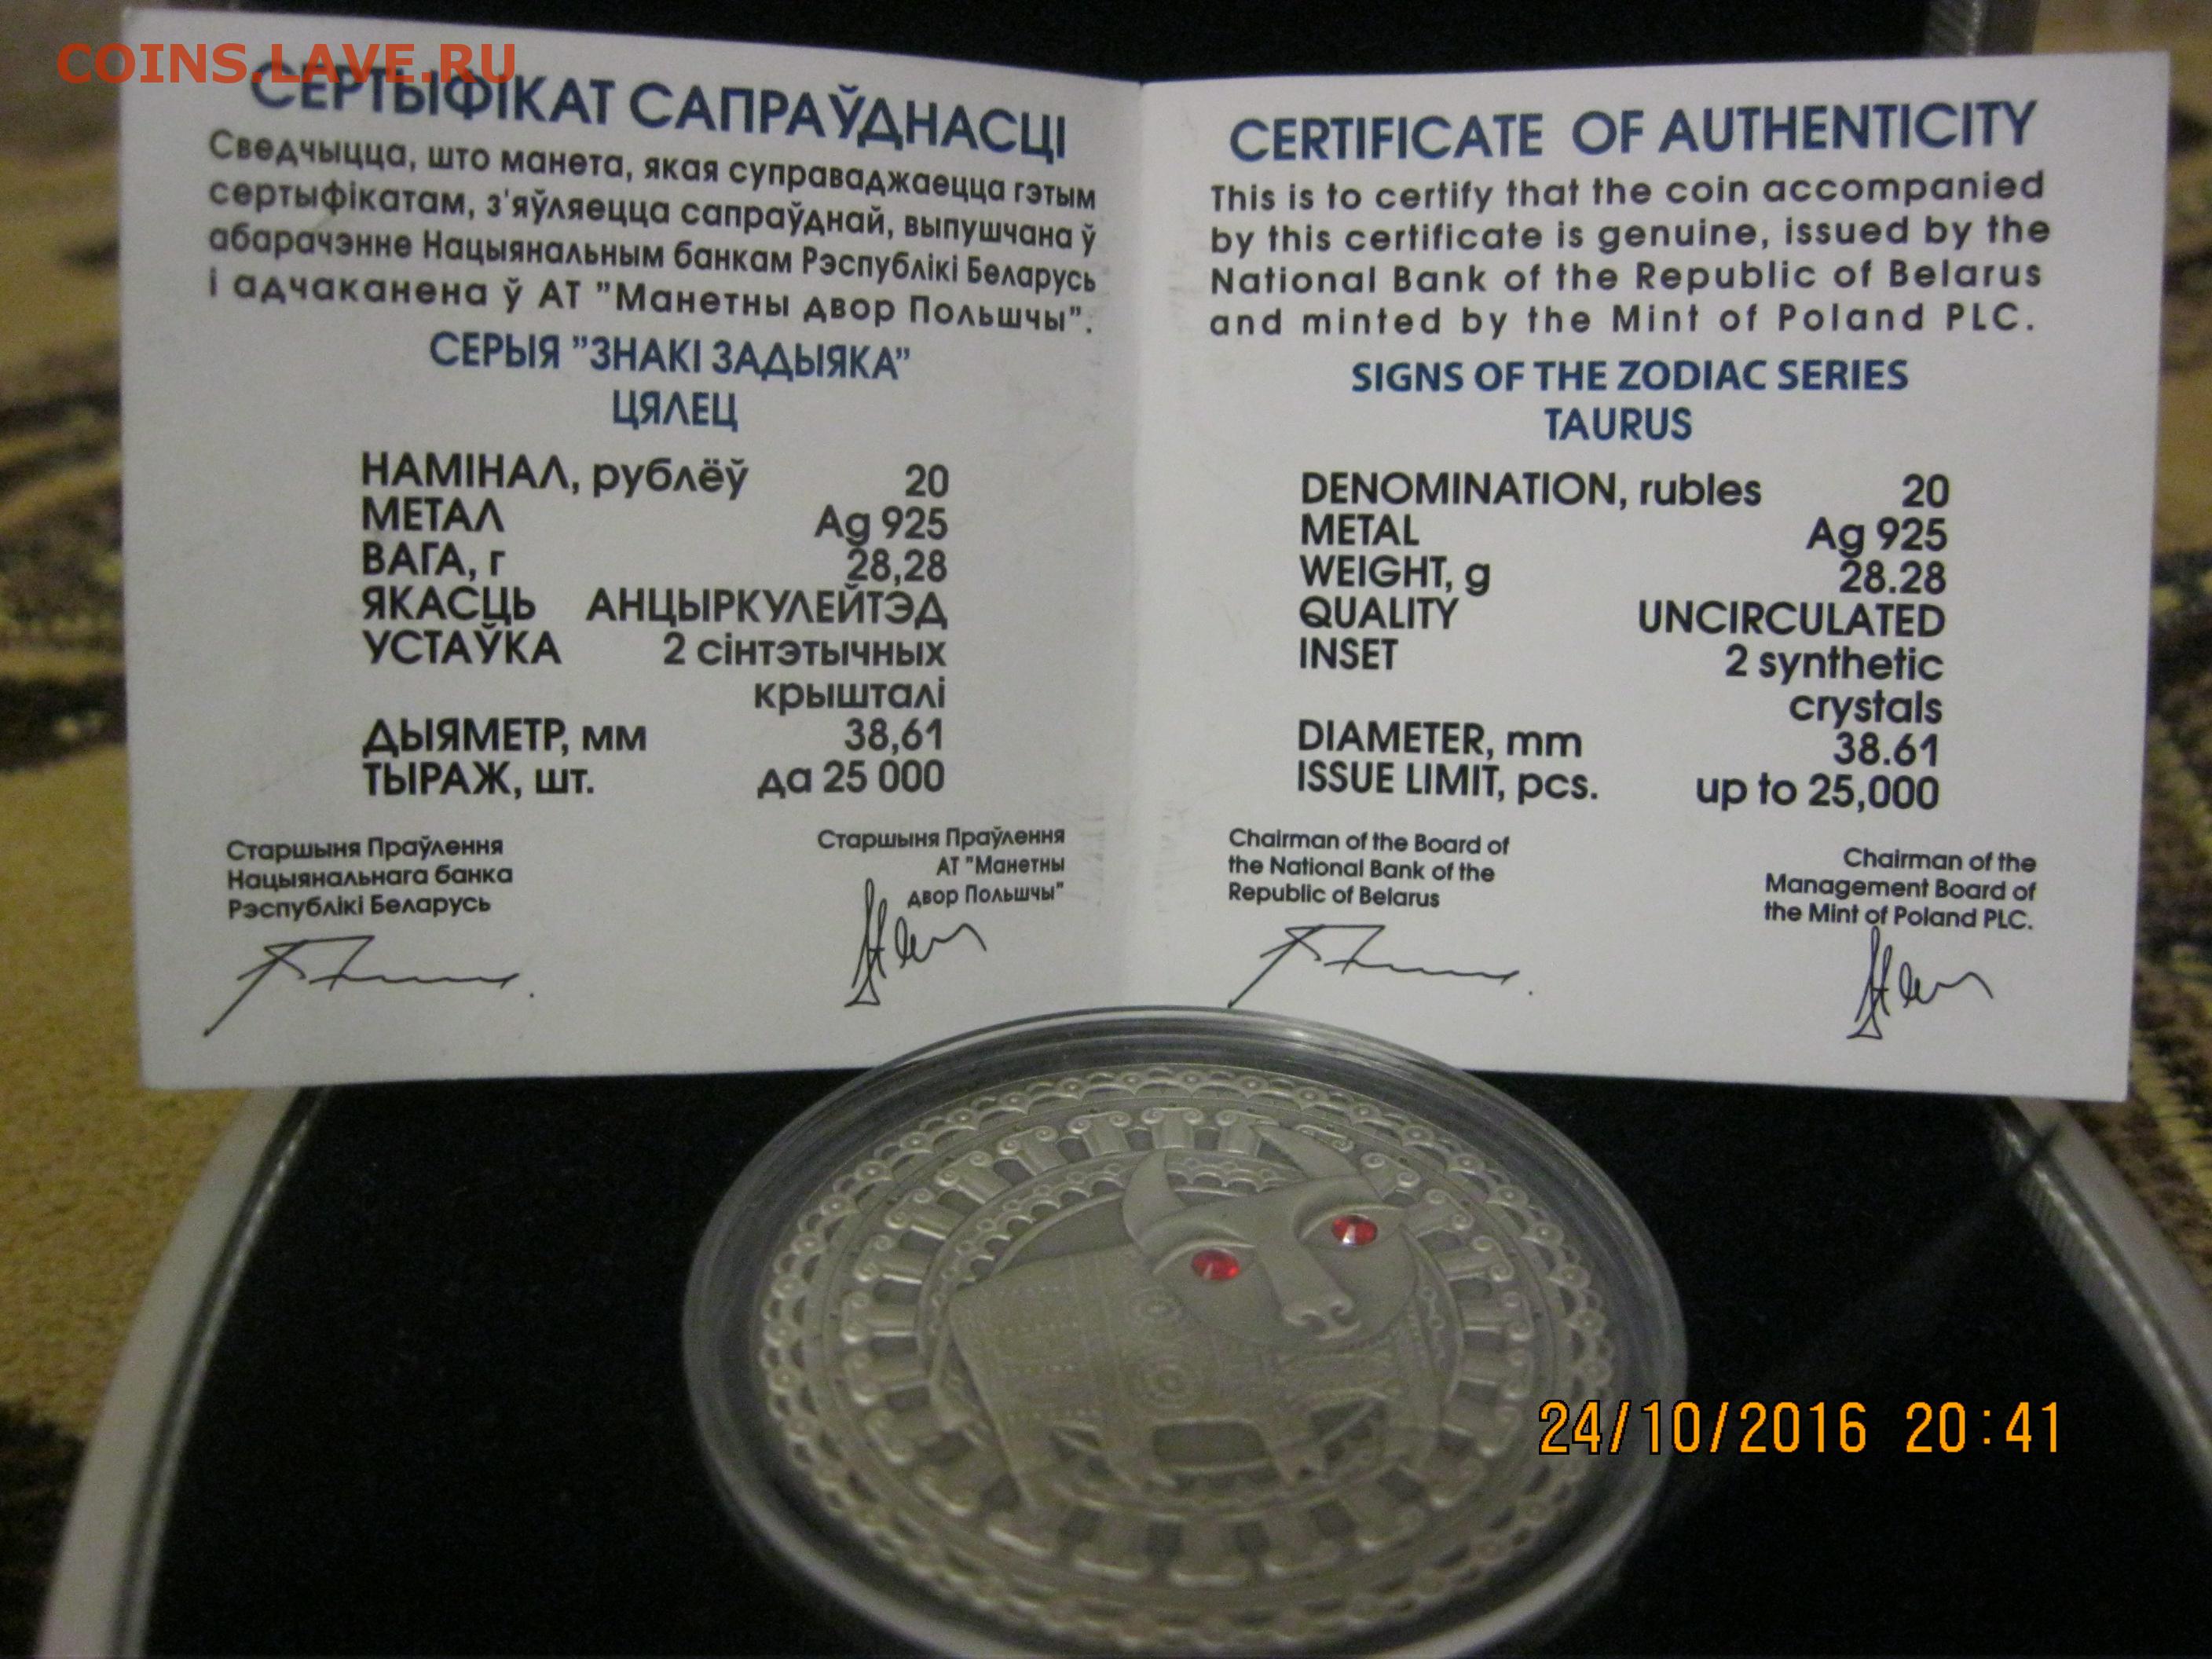 COINS.LAVE.RU
СЕРТЫФІКАТ САПРАЎДНАСЦІ
Сведчыцца, што манета, якая суправаджаецца гэтым
сертыфікатам, з'яўляецца сапраўднай, выпушчана ў
абарачэнне Нацыянальным банкам Рэспублікі Беларусь
і адчаканена ў АТ "Манетны двор Польшчы".
СЕРЫЯ "ЗНАКІ ЗАДЫЯКА"
ЦЯЛЕЦ
НАМІНАЛ, рублёў 20
МЕТАЛ Ag 925
ВАГА, г 28,28
ЯКАСЦЬ АНЦЫРКУЛЕЙТЭД
УСТАЎКА 2 сінтэтычных
крышталі
ДЫЯМЕТР, мм 38,61
ТЫРАЖ, шт. да 25 000
Старшыня Праўлення
Нацыянальнага банка
Рэспублікі Беларусь
Старшыня Праўлення
АТ "Манетны
двор Польшчы"
CERTIFICATE OF AUTHENTICITY
This is to certify that the coin accompanied
by this certificate is genuine, issued by the
National Bank of the Republic of Belarus
and minted by the Mint of Poland PLC.
SIGNS OF THE ZODIAC SERIES
TAURUS
DENOMINATION, rubles 20
METAL Ag 925
WEIGHT, g 28.28
QUALITY UNCIRCULATED
INSET 2 synthetic
crystals
DIAMETER, mm 38.61
ISSUE LIMIT, pcs. up to 25,000
Chairman of the Board of
the National Bank of the
Republic of Belarus
Chairman of the
Management Board of
the Mint of Poland PLC.
24/10/2016 20:41